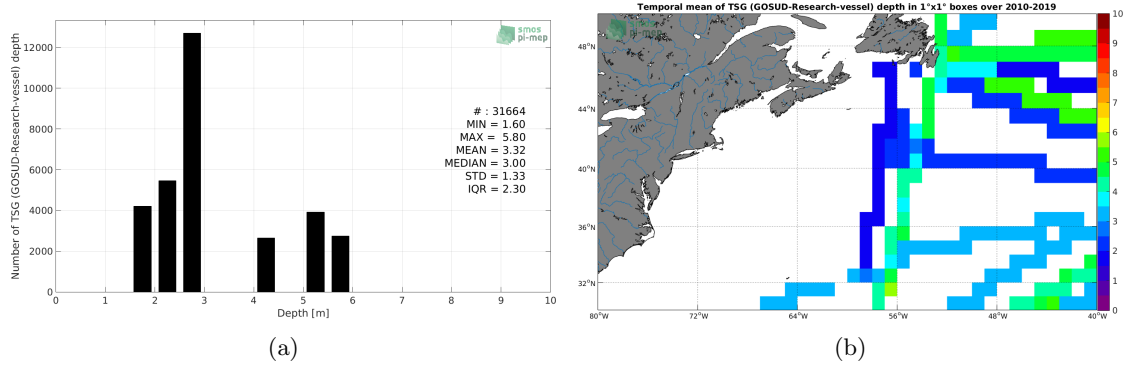 smos
pi-mep
# : 31664
MIN = 1.60
MAX = 5.80
MEAN = 3.32
MEDIAN = 3.00
STD = 1.33
IQR = 2.30
Number of TSG (GOSUD-Research-vessel) depth
12000
10000
8000
6000
4000
2000
0
0 1 2 3 4 5 6 7 8 9 10
Depth [m]
(a)
Temporal mean of TSG (GOSUD-Research-vessel) depth in 1°x1° boxes over 2010-2019
smos
pi-mep
48°N
44°N
40°N
36°N
32°N
80°W 72°W 64°W 56°W 48°W 40°W
10
9
8
7
6
5
4
3
2
1
0
(b)